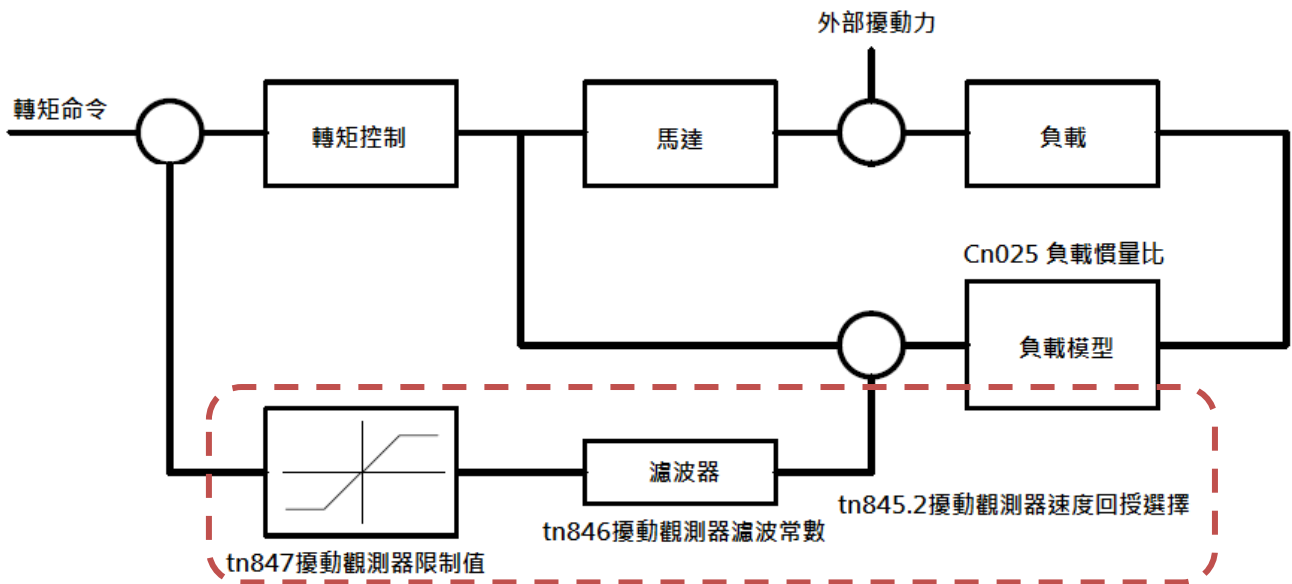 外部擾動力
轉矩命令
轉矩控制
馬達
負載
Cn025 負載慣量比
負載模型
濾波器
tn845.2擾動觀測器速度回授選擇
tn846擾動觀測器濾波常數
tn847擾動觀測器限制值